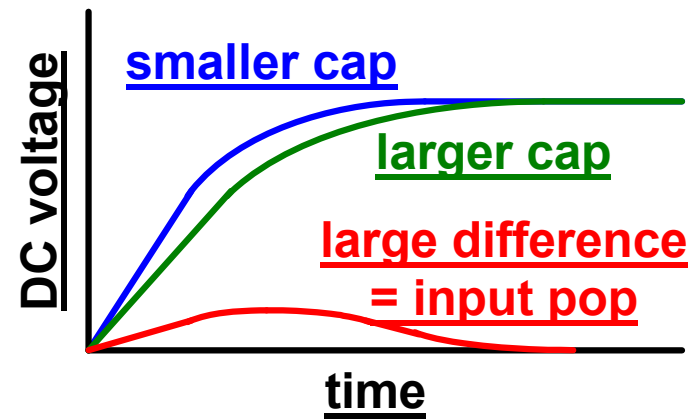 DC voltage
smaller cap
larger cap
large difference
= input pop
time